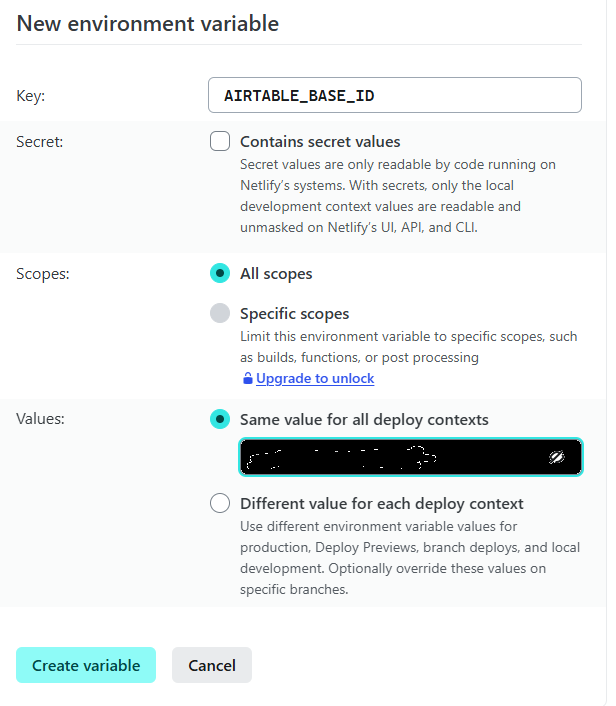 New environment variable
Key:
AIRTABLE_BASE_ID
Secret:
Contains secret values
Secret values are only readable by code running on
Netlify's systems. With secrets, only the local
development context values are readable and
unmasked on Netlify's UI, API, and CLI.
Scopes:
All scopes
Specific scopes
Limit this environment variable to specific scopes, such
as builds, functions, or post processing
Upgrade to unlock
Values:
Same value for all deploy contexts
Different value for each deploy context
Use different environment variable values for
production, Deploy Previews, branch deploys, and local
development. Optionally override these values on
specific branches.
Create variable
Cancel